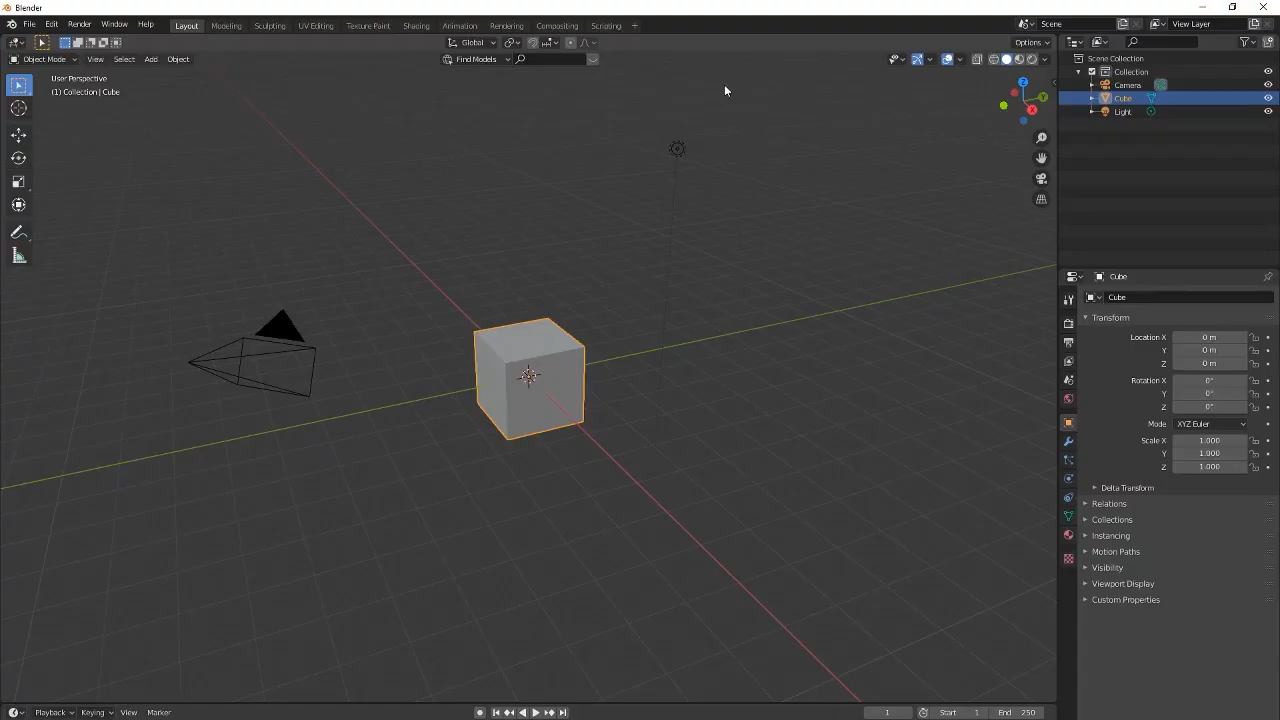 Blender
File Edit Render Window Help Layout Modeling Sculpting UV Editing Texture Paint Shading Animation Rendering Compositing Scripting + Scene View Layer
Global Options
Object Mode View Select Add Object Find Models
User Perspective
(1) Collection | Cube
Z
Y
X
Scene Collection
Collection
Camera
Cube
Light
Cube
Cube
Transform
Location X 0 m
Y 0 m
Z 0 m
Rotation X 0°
Y 0°
Z 0°
Mode XYZ Euler
Scale X 1.000
Y 1.000
Z 1.000
Delta Transform
Relations
Collections
Instancing
Motion Paths
Visibility
Viewport Display
Custom Properties
Playback Keying View Marker 1 Start 1 End 250